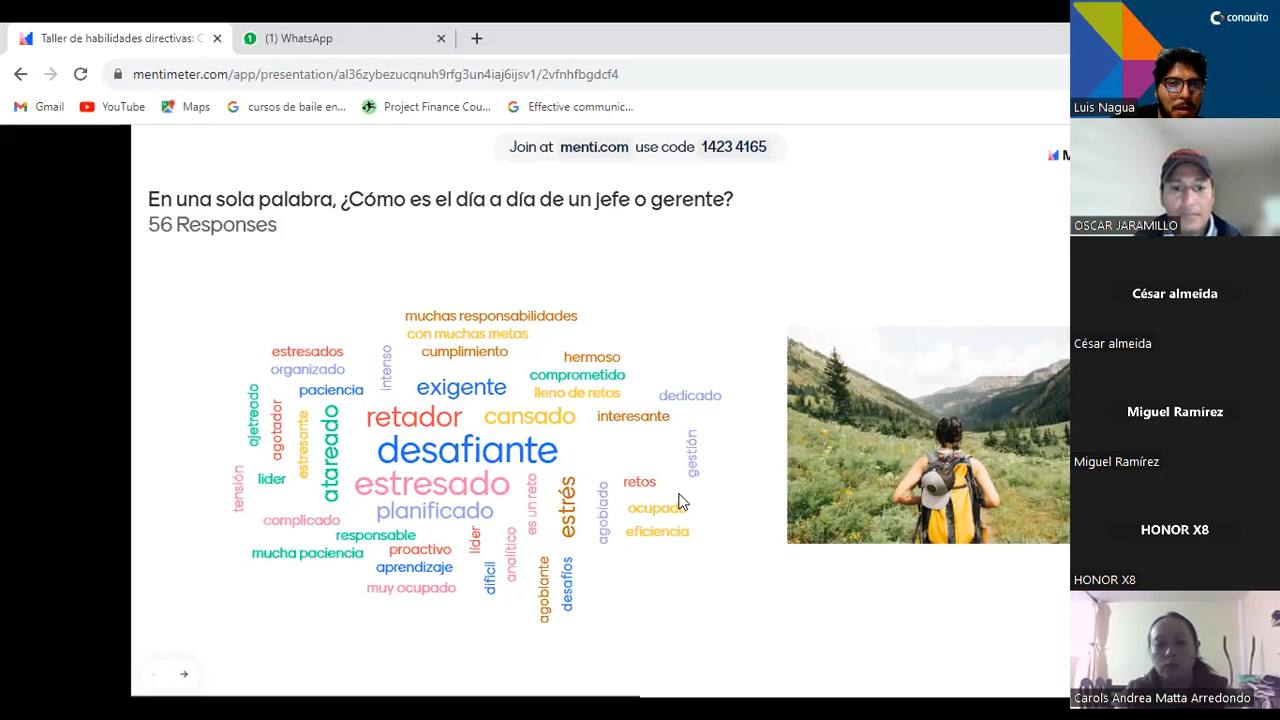 Taller de habilidades directivas: C
(1) WhatsApp
mentimeter.com/app/presentation/al36zybezucqnuh9rfg3un4iaj6ijsv1/2vfnhfbgdcf4
Gmail
YouTube
Maps
cursos de baile en...
Project Finance Cou...
Effective communic...
Join at menti.com use code 1423 4165
M
En una sola palabra, ¿Cómo es el día a día de un jefe o gerente?
56 Responses
muchas responsabilidades
con muchas metas
estresados
intenso
cumplimiento
hermoso
organizado
comprometido
paciencia
exigente
lleno de retos
dedicado
ajetreado
agotador
estresante
atareado
retador
cansado
interesante
desafiante
gestión
tensión
lider
estresado
es un reto
estrés
agobiado
retos
planificado
ocupado
complicado
responsable
líder
analítico
eficiencia
mucha paciencia
proactivo
aprendizaje
dificil
agobiante
desafíos
muy ocupado
conquito
Luis Nagua
OSCAR JARAMILLO
César almeida
César almeida
Miguel Ramírez
Miguel Ramírez
HONOR X8
HONOR X8
Carols Andrea Matta Arredondo